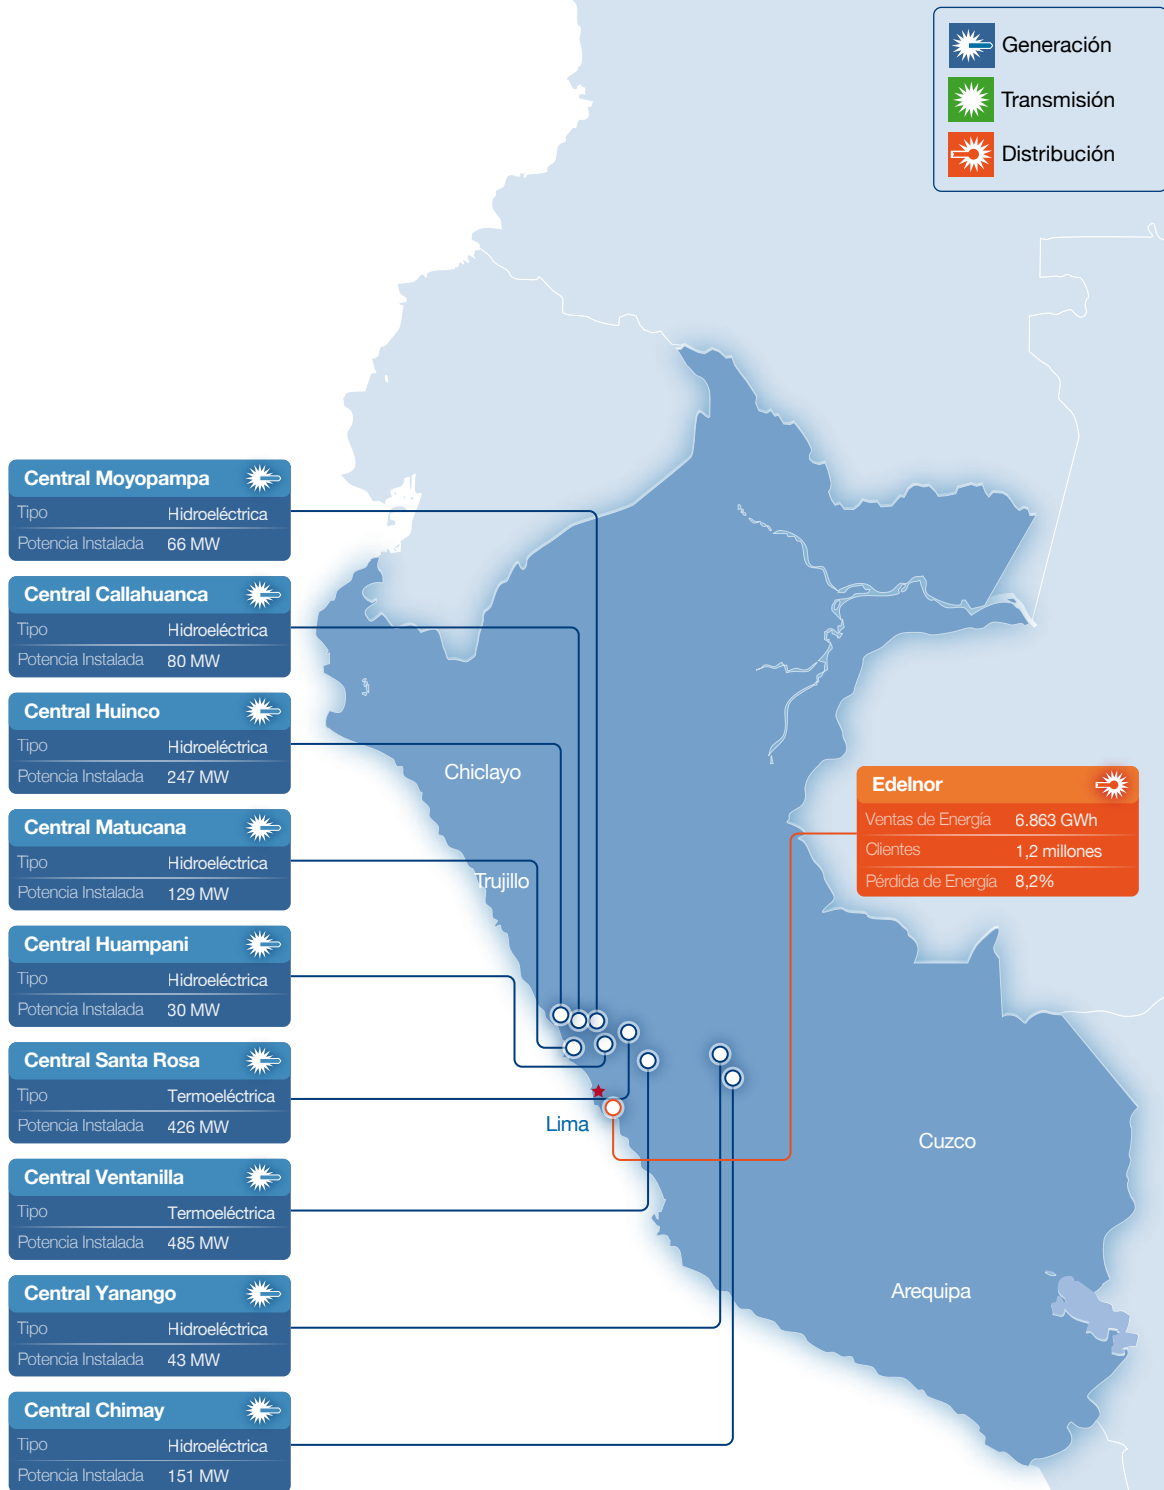 Generación
Transmisión
Distribución
Central Moyopampa
Tipo Hidroeléctrica
Potencia Instalada 66 MW
Central Callahuanca
Tipo Hidroeléctrica
Potencia Instalada 80 MW
Central Huinco
Tipo Hidroeléctrica
Potencia Instalada 247 MW
Central Matucana
Tipo Hidroeléctrica
Potencia Instalada 129 MW
Central Huampani
Tipo Hidroeléctrica
Potencia Instalada 30 MW
Central Santa Rosa
Tipo Termoeléctrica
Potencia Instalada 426 MW
Central Ventanilla
Tipo Termoeléctrica
Potencia Instalada 485 MW
Central Yanango
Tipo Hidroeléctrica
Potencia Instalada 43 MW
Central Chimay
Tipo Hidroeléctrica
Potencia Instalada 151 MW
Chiclayo
Trujillo
Lima
Cuzco
Arequipa
Edelnor
Ventas de Energía 6.863 GWh
Clientes 1,2 millones
Pérdida de Energía 8,2%